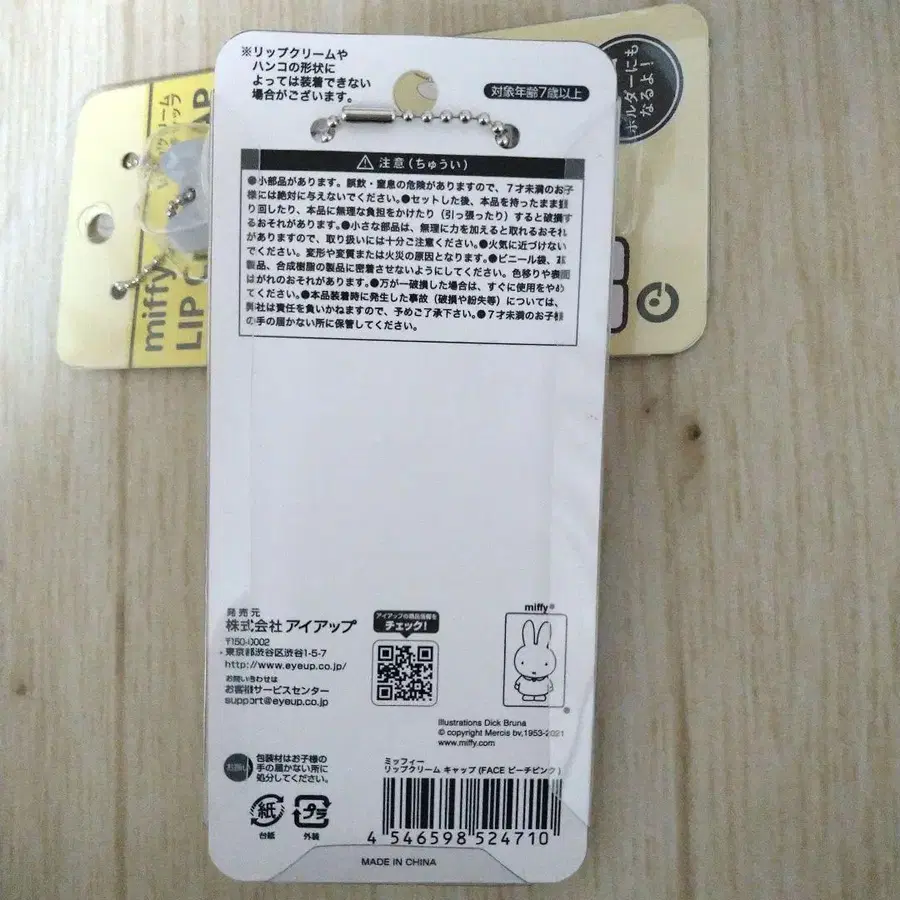 ※リップクリームや
ハンコの形状に
よっては装着できない
場合がございます。
対象年齢7歳以上
注意(ちゅうい)
●小部品があります。誤飲・窒息の危険がありますので、7才未満のお子
様には絶対に与えないでください。●セットした後、本品を持ったまま振
り回したり、本品に無理な負担をかけたり(引っ張ったり)すると破損す
るおそれがあります。●小さな部品は、無理に力を加えると取れるおそれ
がありますので、取り扱いには十分ご注意ください。●火気に近づけない
でください。変形や変質または火災の原因となります。●ビニール袋、革
製品、合成樹脂の製品に密着させないようにしてください。色移りや表面
はがれのおそれがあります。●万が一破損した場合は、すぐに使用をやめ
てください。●本品装着時に発生した事故(破損や紛失等)については、
弊社は責任を負いかねますので、予めご了承下さい。●7才未満のお子様
の手の届かない所に保管してください。
miffy
LIP
ホルダーにも
なるよ!
発売元
株式会社 アイアップ
〒150-0002
東京都渋谷区渋谷1-5-7
http://www.eyeup.co.jp/
お問い合わせは
お客様サービスセンター
support@eyeup.co.jp
アイアップの商品情報を
チェック!
miffy®
®
Illustrations Dick Bruna
© copyright Mercis bv,1953-2021
www.miffy.com
お願い
包装材はお子様の
手の届かない所に
処分してください。
ミッフィー
リップクリーム キャップ (FACE ピーチピンク)
紙
台紙
プラ
外装
4 546598 524710
MADE IN CHINA